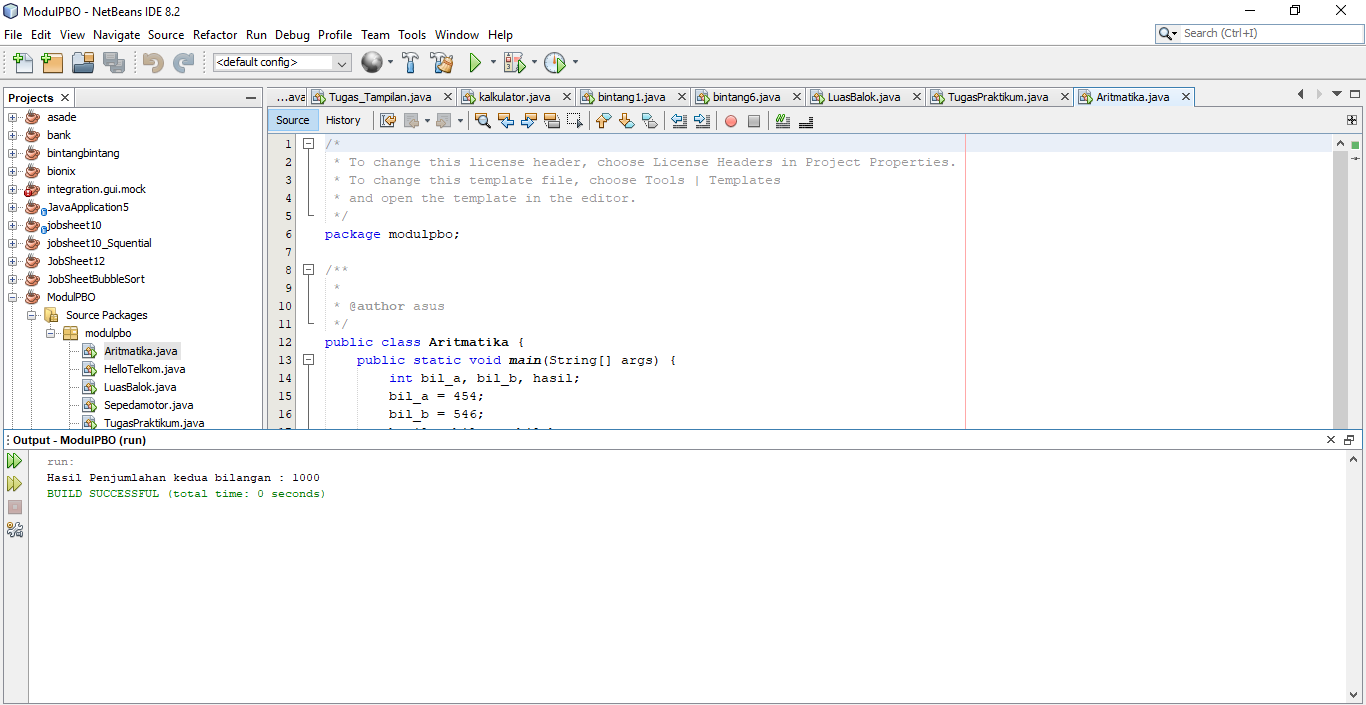 ModulPBO - NetBeans IDE 8.2
File Edit View Navigate Source Refactor Run Debug Profile Team Tools Window Help
Search (Ctrl+I)
<default config>
Projects
asade
bank
bintangbintang
bionix
integration.gui.mock
JavaApplication5
jobsheet10
jobsheet10_Squential
JobSheet12
JobSheetBubbleSort
ModulPBO
Source Packages
modulpbo
Aritmatika.java
HelloTelkom.java
LuasBalok.java
Sepedamotor.java
TugasPraktikum.java
...ava Tugas_Tampilan.java kalkulator.java bintang1.java bintang6.java LuasBalok.java TugasPraktikum.java Aritmatika.java
Source History
1 /*
2 * To change this license header, choose License Headers in Project Properties.
3 * To change this template file, choose Tools | Templates
4 * and open the template in the editor.
5 */
6 package modulpbo;
7
8 /**
9 *
10 * @author asus
11 */
12 public class Aritmatika {
13 public static void main(String[] args) {
14 int bil_a, bil_b, hasil;
15 bil_a = 454;
16 bil_b = 546;
Output - ModulPBO (run)
run:
Hasil Penjumlahan kedua bilangan : 1000
BUILD SUCCESSFUL (total time: 0 seconds)